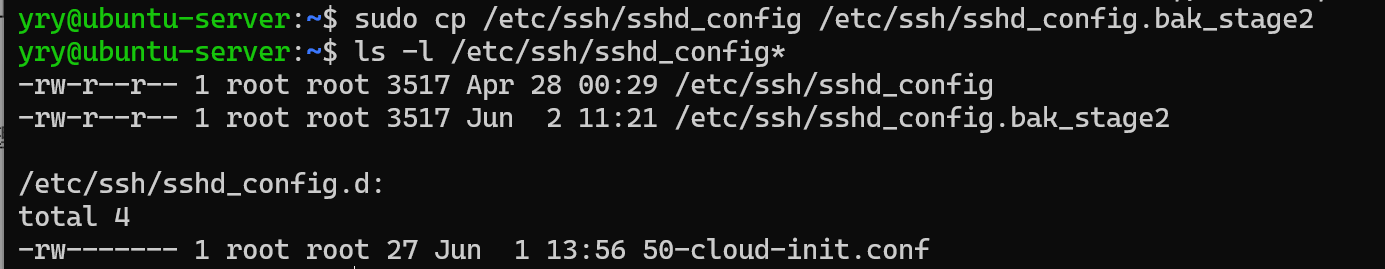 yry@ubuntu-server:~$ sudo cp /etc/ssh/sshd_config /etc/ssh/sshd_config.bak_stage2
yry@ubuntu-server:~$ ls -l /etc/ssh/sshd_config*
-rw-r--r-- 1 root root 3517 Apr 28 00:29 /etc/ssh/sshd_config
-rw-r--r-- 1 root root 3517 Jun  2 11:21 /etc/ssh/sshd_config.bak_stage2

/etc/ssh/sshd_config.d:
total 4
-rw------- 1 root root 27 Jun  1 13:56 50-cloud-init.conf